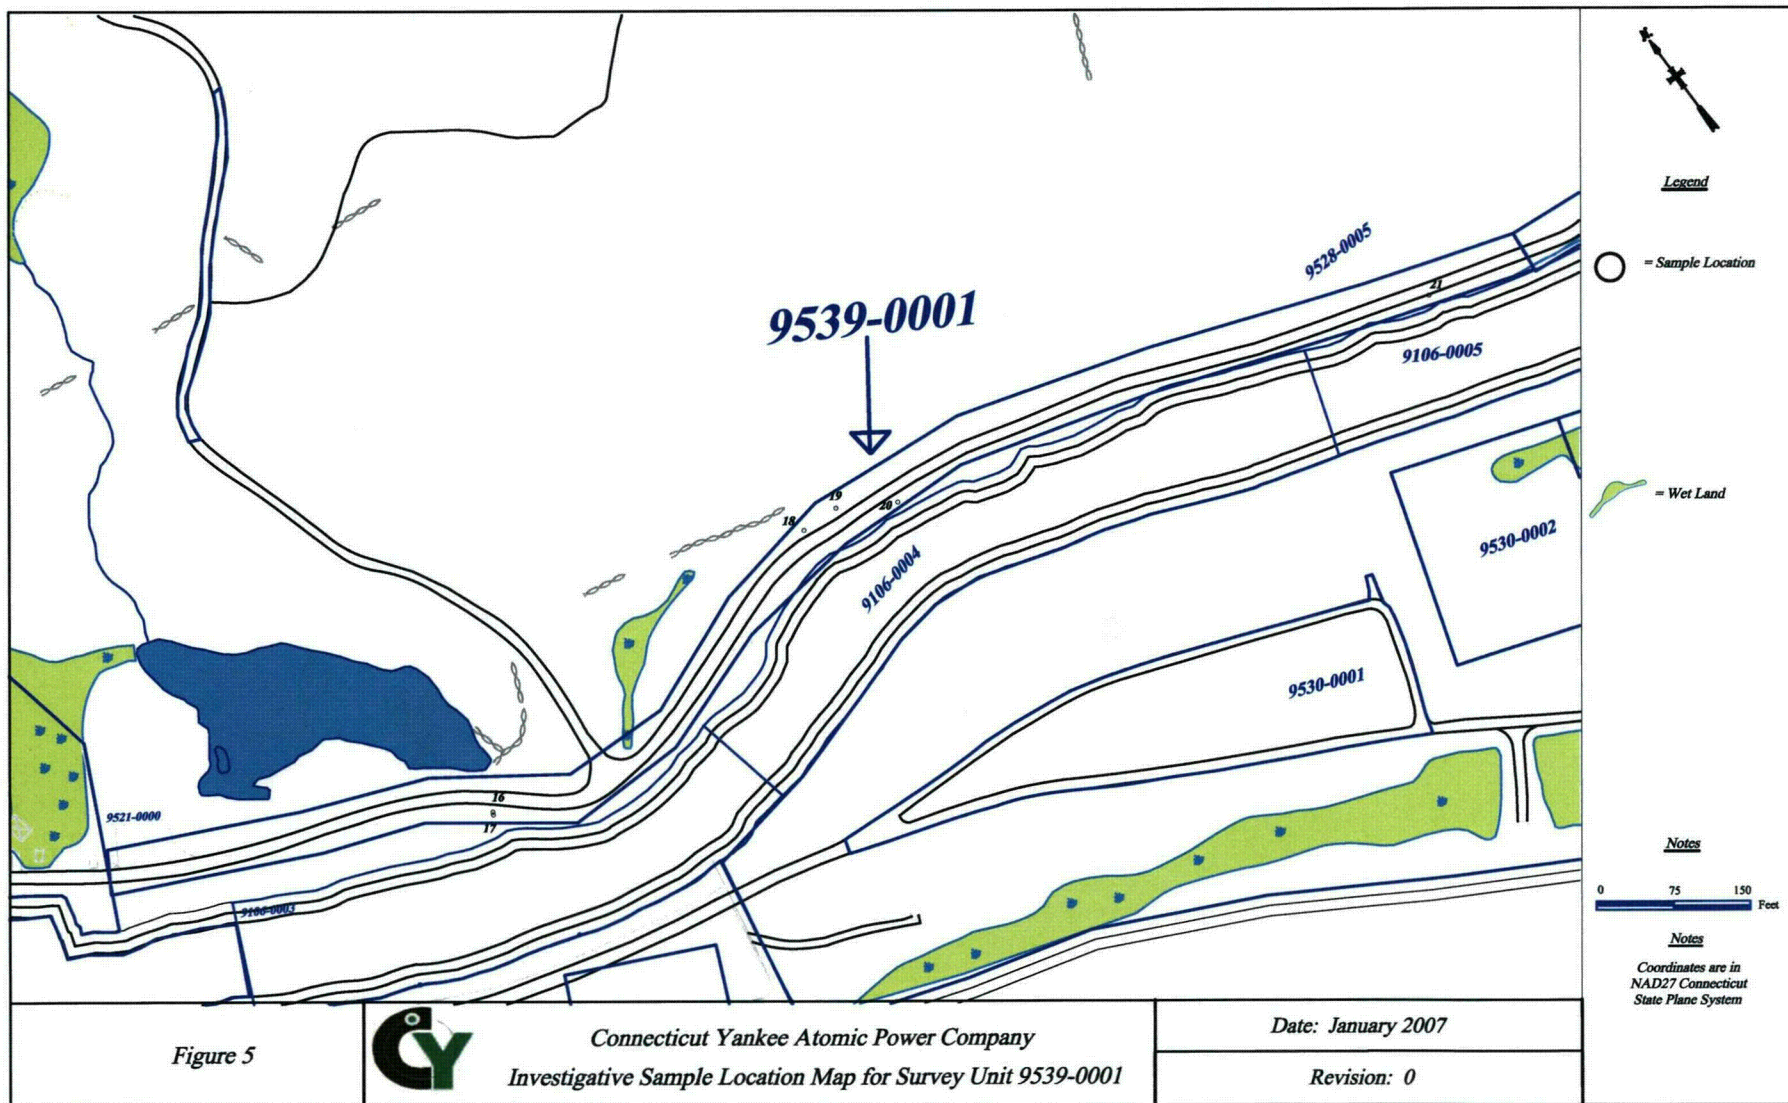 N
Legend
= Sample Location
9528-0005
21
9539-0001
9106-0005
19
18
20
= Wet Land
9530-0002
9106-0004
9530-0001
16
17
9521-0000
9106-0003
Notes
0 75 150
Feet
Notes
Coordinates are in
NAD27 Connecticut
State Plane System
Figure 5
CY
Connecticut Yankee Atomic Power Company
Investigative Sample Location Map for Survey Unit 9539-0001
Date: January 2007
Revision: 0